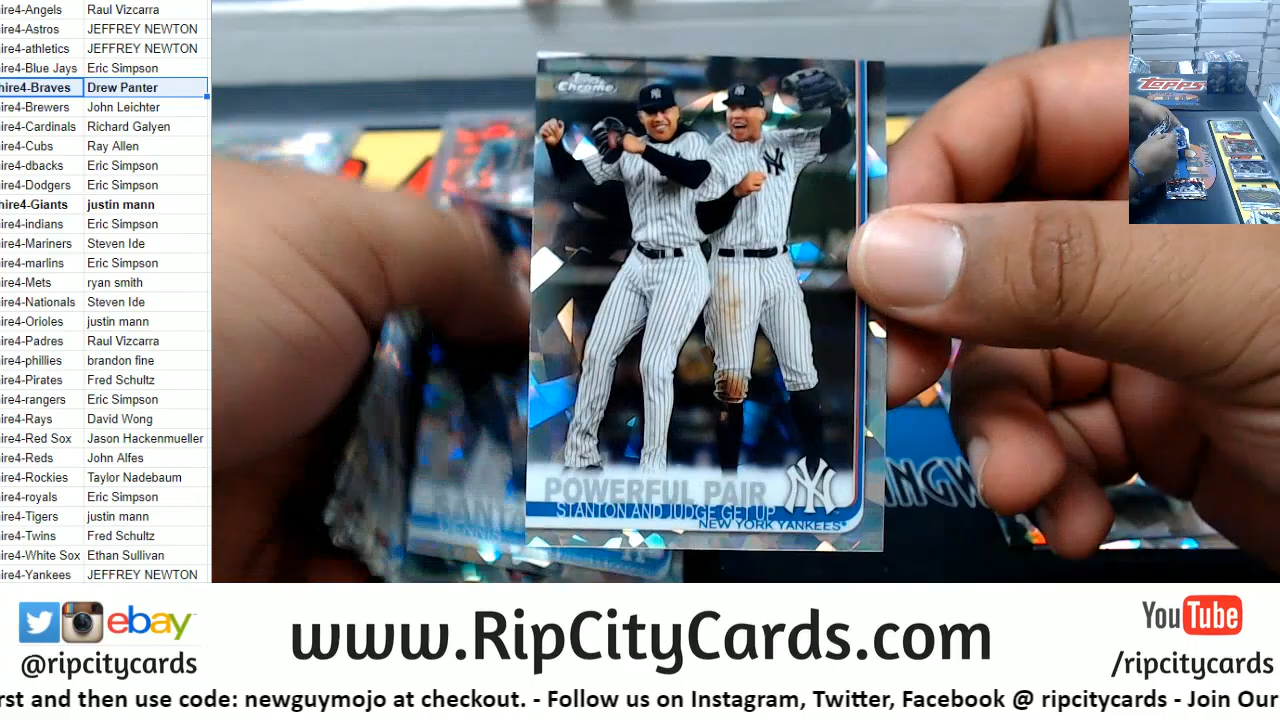 ire4-Angels Raul Vizcarra
ire4-Astros JEFFREY NEWTON
ire4-athletics JEFFREY NEWTON
ire4-Blue Jays Eric Simpson
hire4-Braves Drew Panter
ire4-Brewers John Leichter
ire4-Cardinals Richard Galyen
ire4-Cubs Ray Allen
ire4-dbacks Eric Simpson
ire4-Dodgers Eric Simpson
hire4-Giants justin mann
ire4-indians Eric Simpson
ire4-Mariners Steven Ide
ire4-marlins Eric Simpson
ire4-Mets ryan smith
ire4-Nationals Steven Ide
ire4-Orioles justin mann
ire4-Padres Raul Vizcarra
ire4-phillies brandon fine
ire4-Pirates Fred Schultz
ire4-rangers Eric Simpson
ire4-Rays David Wong
ire4-Red Sox Jason Hackenmueller
ire4-Reds John Alfes
ire4-Rockies Taylor Nadebaum
ire4-royals Eric Simpson
ire4-Tigers justin mann
ire4-Twins Fred Schultz
ire4-White Sox Ethan Sullivan
ire4-Yankees JEFFREY NEWTON
Topps
Chrome
POWERFUL PAIR
STANTON AND JUDGE GET UP
NEW YORK YANKEES
NY
Topps
INGW
ebay
@ripcitycards
www.RipCityCards.com
YouTube
/ripcitycards
rst and then use code: newguymojo at checkout. - Follow us on Instagram, Twitter, Facebook @ ripcitycards - Join Our